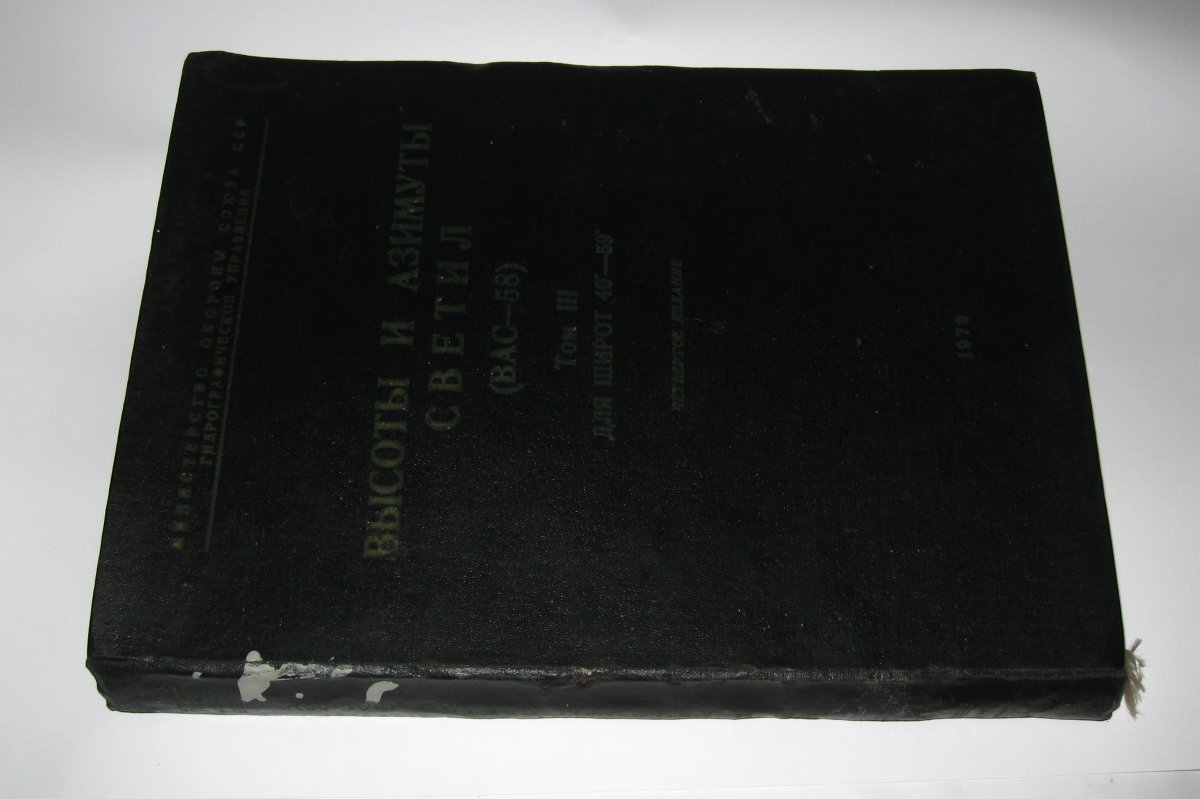 МИНИСТЕРСТВО ОБОРОНЫ СОЮЗА ССР
ГИДРОГРАФИЧЕСКОЕ УПРАВЛЕНИЕ
ВЫСОТЫ И АЗИМУТЫ
СВЕТИЛ
(ВАС—58)
Том III
ДЛЯ ШИРОТ 40°—59°
ЧЕТВЕРТОЕ ИЗДАНИЕ
1970